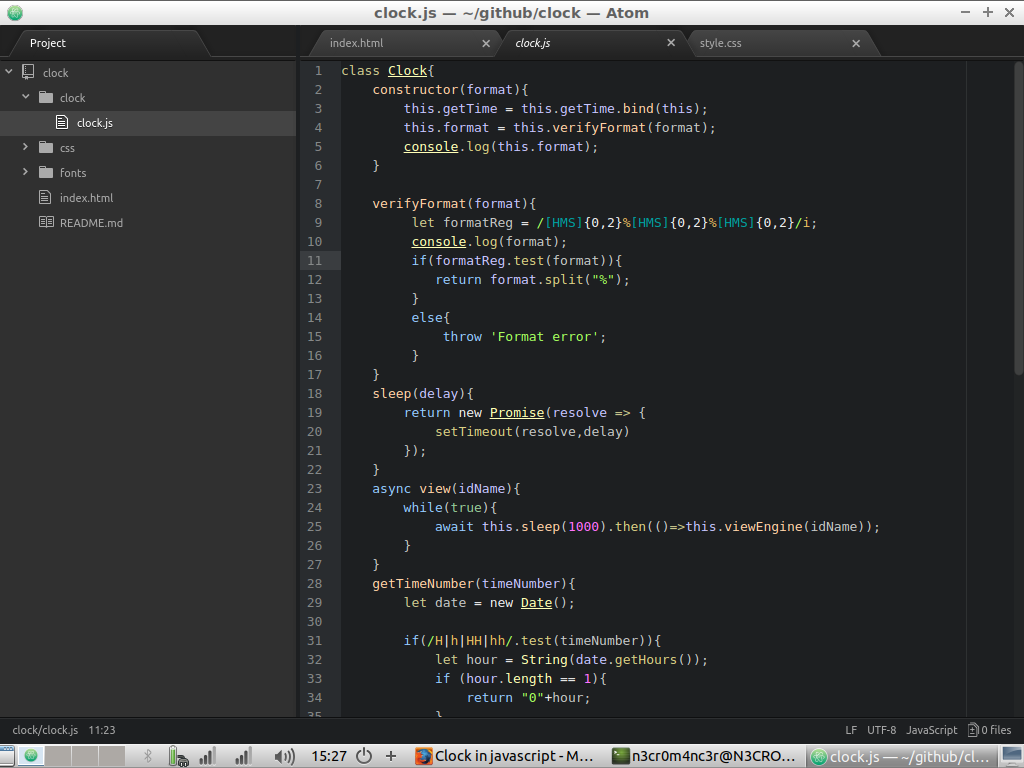 clock.js — ~/github/clock — Atom
Project
index.html
clock.js
style.css
clock
clock
clock.js
css
fonts
index.html
README.md
1 class Clock{
2 constructor(format){
3 this.getTime = this.getTime.bind(this);
4 this.format = this.verifyFormat(format);
5 console.log(this.format);
6 }
7
8 verifyFormat(format){
9 let formatReg = /[HMS]{0,2}%[HMS]{0,2}%[HMS]{0,2}/i;
10 console.log(format);
11 if(formatReg.test(format)){
12 return format.split("%");
13 }
14 else{
15 throw 'Format error';
16 }
17 }
18 sleep(delay){
19 return new Promise(resolve => {
20 setTimeout(resolve,delay)
21 });
22 }
23 async view(idName){
24 while(true){
25 await this.sleep(1000).then(()=>this.viewEngine(idName));
26 }
27 }
28 getTimeNumber(timeNumber){
29 let date = new Date();
30
31 if(/H|h|HH|hh/.test(timeNumber)){
32 let hour = String(date.getHours());
33 if (hour.length == 1){
34 return "0"+hour;
35 }
clock/clock.js 11:23 LF UTF-8 JavaScript 0 files
15:27 Clock in javascript - M... n3cr0m4nc3r@N3CRO... clock.js — ~/github/cl...